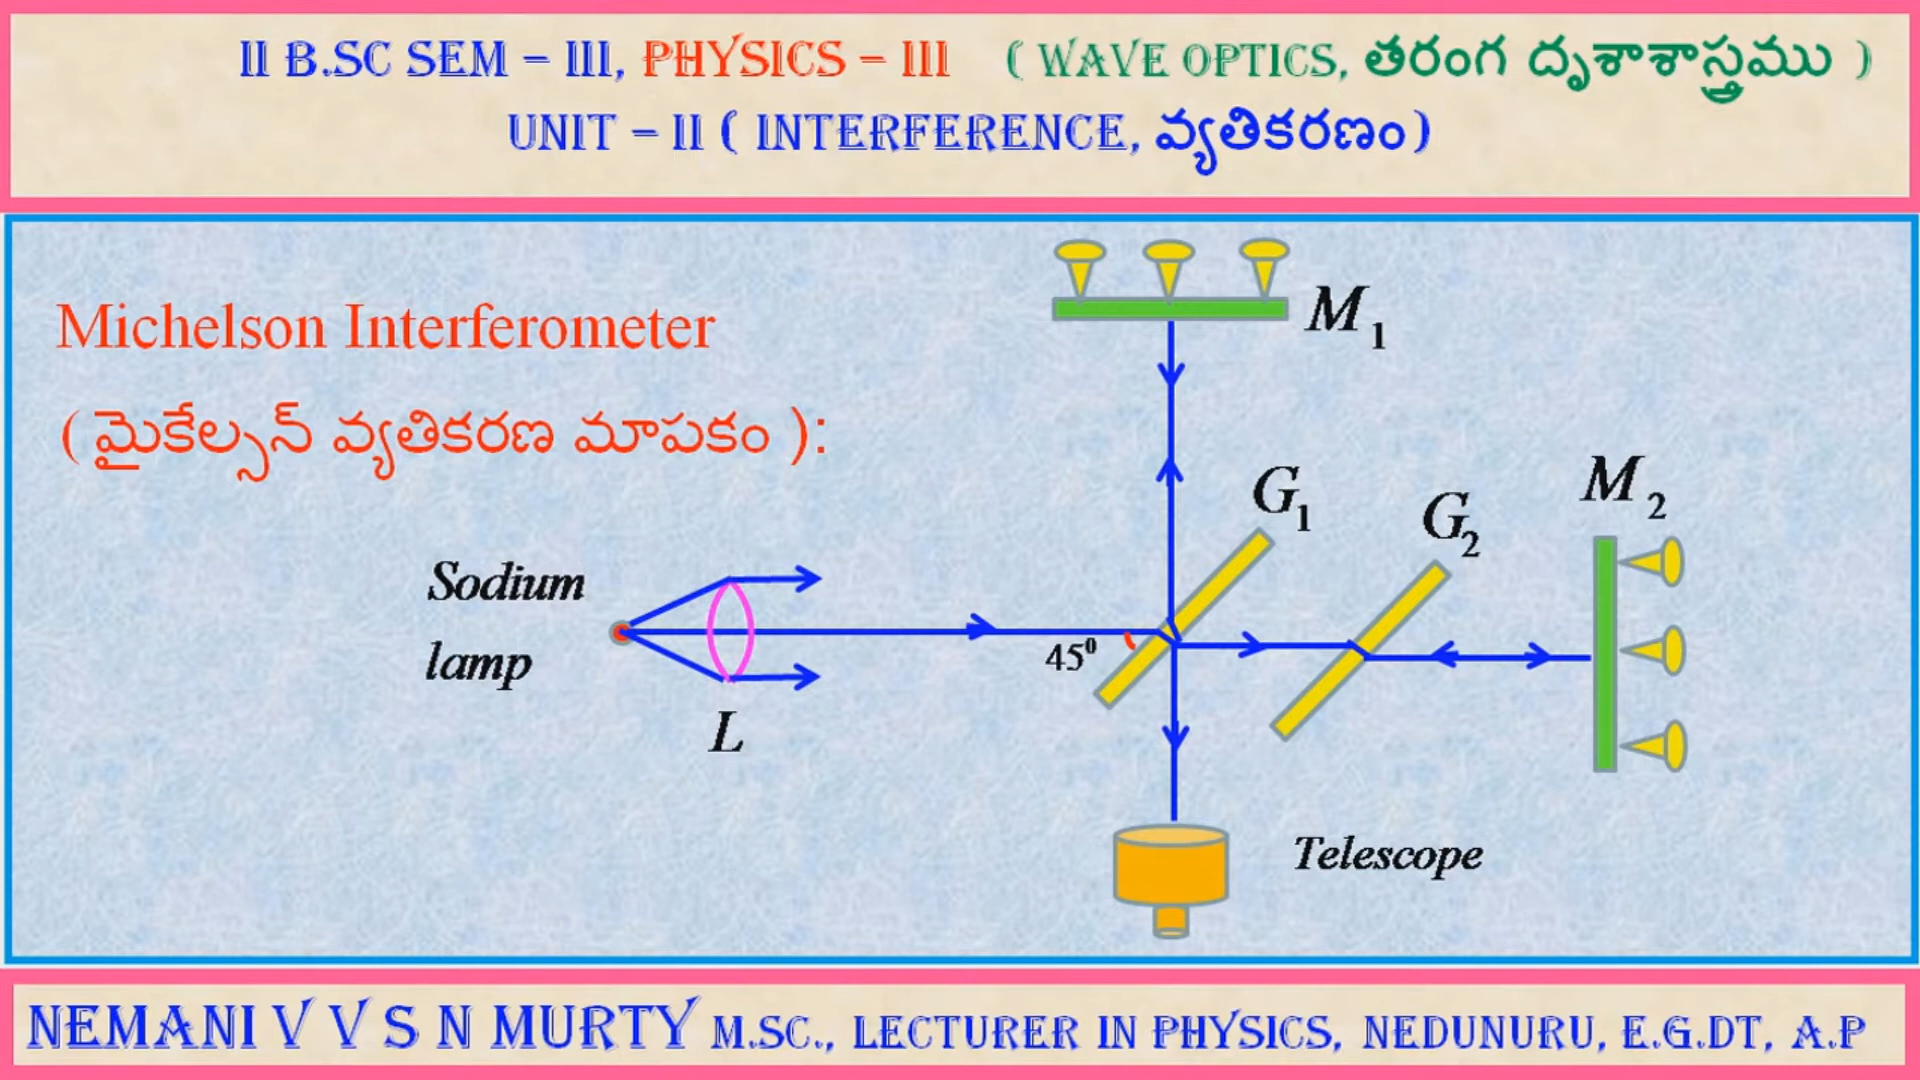 II B.SC SEM – III, PHYSICS – III ( WAVE OPTICS, తరంగ దృశాశాస్త్రము )
UNIT – II ( INTERFERENCE, వ్యతికరణం)
Michelson Interferometer
( మైకేల్సన్ వ్యతికరణ మాపకం ):
M1
G1
G2
M2
Sodium
lamp
45⁰
L
Telescope
NEMANI V V S N MURTY M.SC., LECTURER IN PHYSICS, NEDUNURU, E.G.DT, A.P